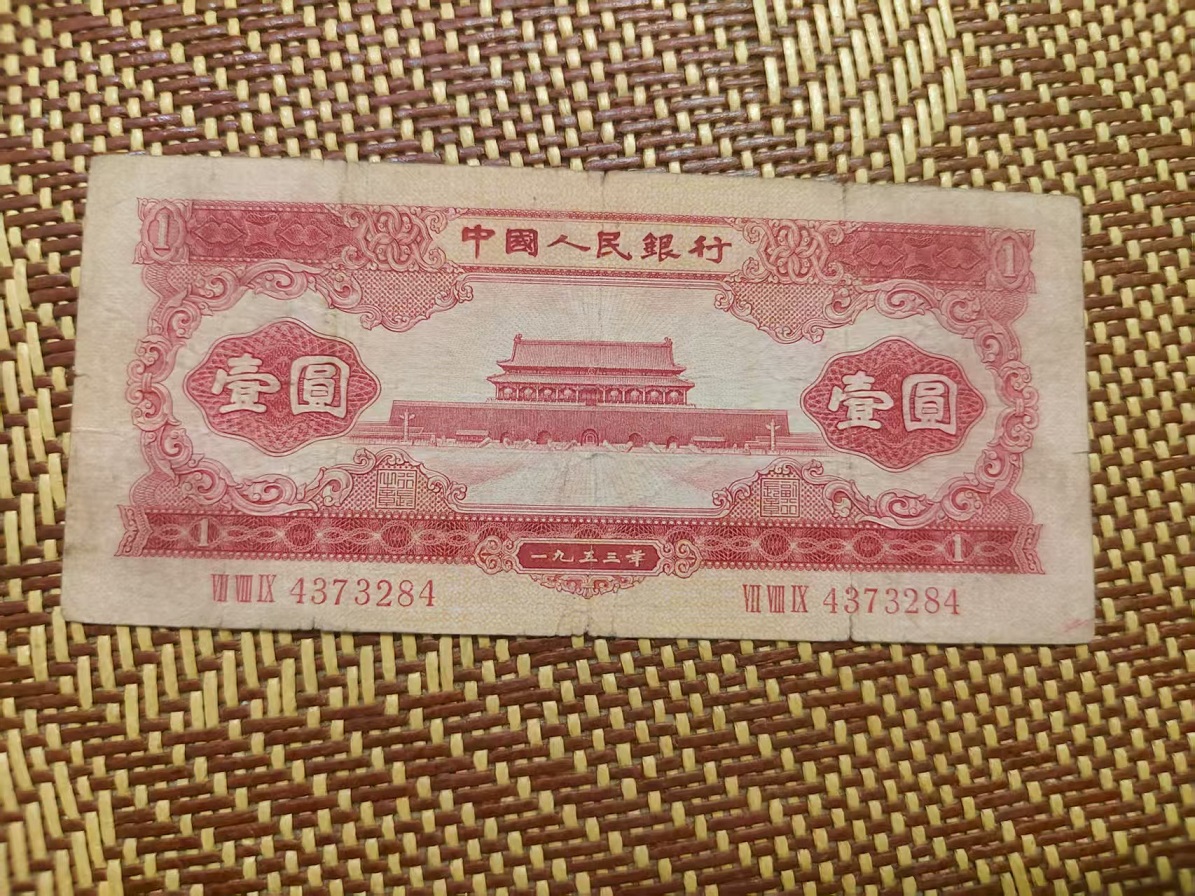 1 中國人民銀行 1
壹圓 壹圓
1 一九五三年 1
VII VIII IX 4373284 VII VIII IX 4373284